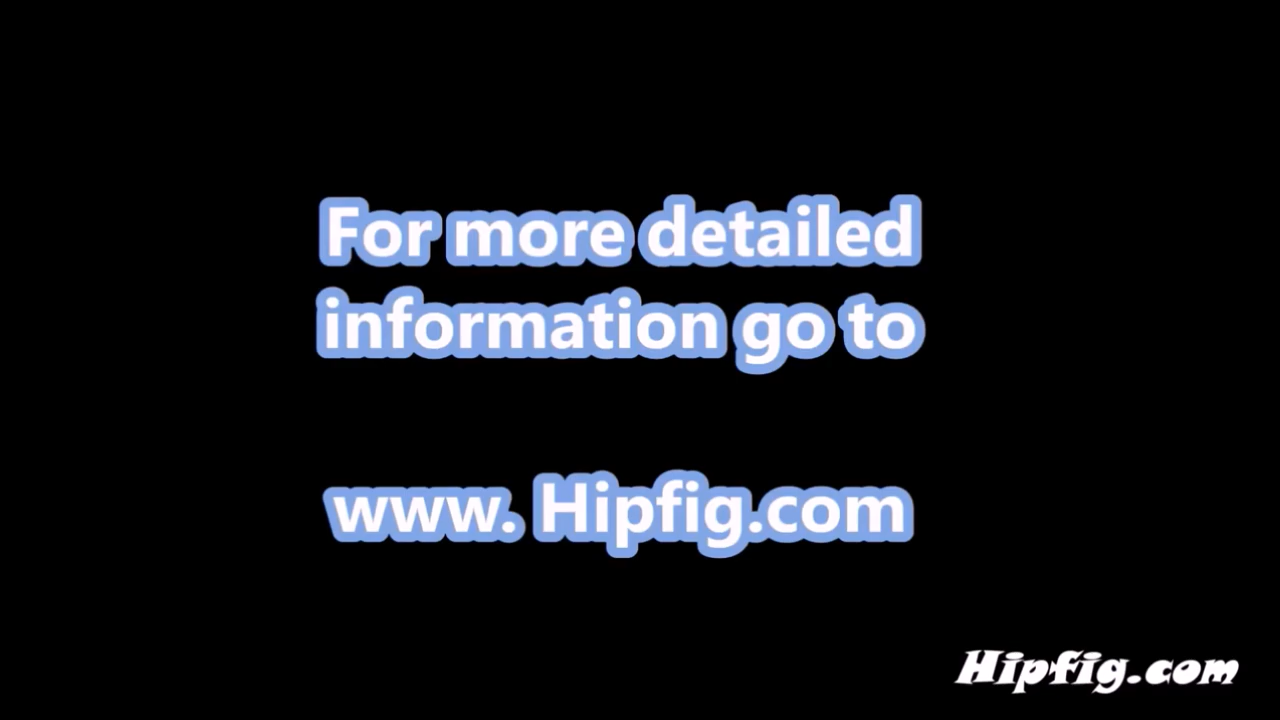 For more detailed
information go to
www. Hipfig.com
Hipfig.com